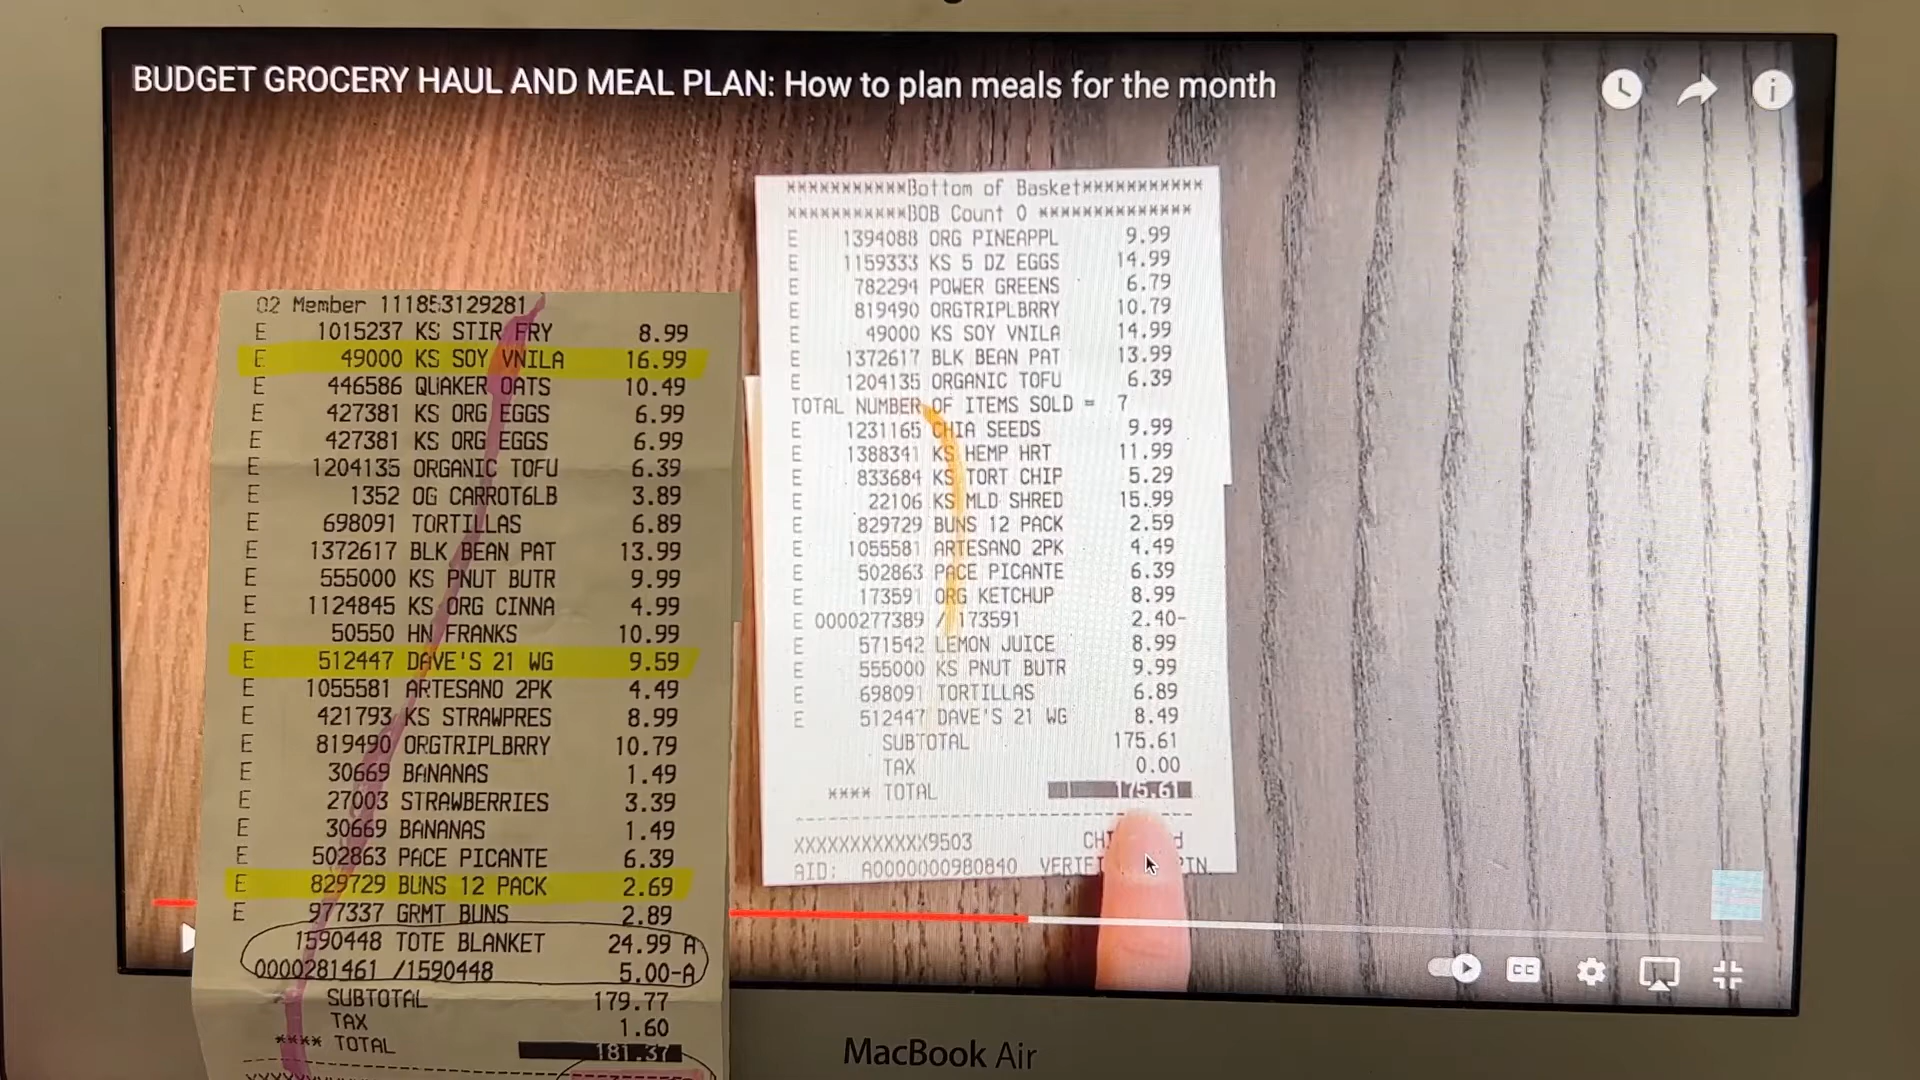 BUDGET GROCERY HAUL AND MEAL PLAN: How to plan meals for the month
02 Member 111853129281
E 1015237 KS STIR FRY 8.99
E 49000 KS SOY VNILA 16.99
E 446586 QUAKER OATS 10.49
E 427381 KS ORG EGGS 6.99
E 427381 KS ORG EGGS 6.99
E 1204135 ORGANIC TOFU 6.39
E 1352 OG CARROT6LB 3.89
E 698091 TORTILLAS 6.89
E 1372617 BLK BEAN PAT 13.99
E 555000 KS PNUT BUTR 9.99
E 1124845 KS ORG CINNA 4.99
E 50550 HN FRANKS 10.99
E 512447 DAVE'S 21 WG 9.59
E 1055581 ARTESANO 2PK 4.49
E 421793 KS STRAWPRES 8.99
E 819490 ORGTRIPLBRRY 10.79
E 30669 BANANAS 1.49
E 27003 STRAWBERRIES 3.39
E 30669 BANANAS 1.49
E 502863 PACE PICANTE 6.39
E 829729 BUNS 12 PACK 2.69
E 977337 GRMT BUNS 2.89
1590448 TOTE BLANKET 24.99 A
0000281461 /1590448 5.00-A
SUBTOTAL 179.77
TAX 1.60
**** TOTAL 181.37
***********Bottom of Basket***********
***********BOB Count 0 **************
E 1394088 ORG PINEAPPL 9.99
E 1159333 KS 5 DZ EGGS 14.99
E 782294 POWER GREENS 6.79
E 819490 ORGTRIPLBRRY 10.79
E 49000 KS SOY VNILA 14.99
E 1372617 BLK BEAN PAT 13.99
E 1204135 ORGANIC TOFU 6.39
TOTAL NUMBER OF ITEMS SOLD = 7
E 1231165 CHIA SEEDS 9.99
E 1388341 KS HEMP HRT 11.99
E 833684 KS TORT CHIP 5.29
E 22106 KS MLD SHRED 15.99
E 829729 BUNS 12 PACK 2.59
E 1055581 ARTESANO 2PK 4.49
E 502863 PACE PICANTE 6.39
E 173591 ORG KETCHUP 8.99
E 0000277389 / 173591 2.40-
E 571542 LEMON JUICE 8.99
E 555000 KS PNUT BUTR 9.99
E 698091 TORTILLAS 6.89
E 512447 DAVE'S 21 WG 8.49
SUBTOTAL 175.61
TAX 0.00
**** TOTAL 175.61
XXXXXXXXXXXX9503
AID: A0000000980840
CC
MacBook Air